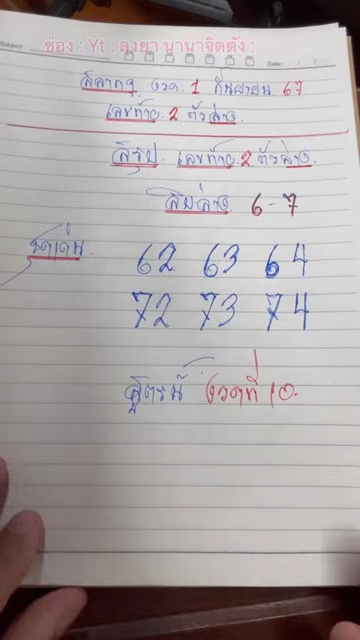 ช่อง : Yt : ลุงยา นานาจิตตัง :
Subject
Date
สลากฯ งวด 1 กันยายน 67
เลขท้าย 2 ตัวล่าง
สรุป เลขท้าย 2 ตัวล่าง
สิบล่าง 6 - 7
ชุดเด่น
62 63 64
72 73 74
สูตรนี้ งวดที่ 10